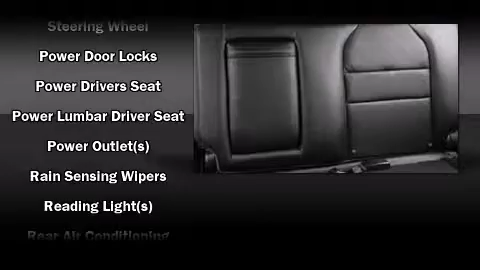 Steering Wheel
Power Door Locks
Power Drivers Seat
Power Lumbar Driver Seat
Power Outlet(s)
Rain Sensing Wipers
Reading Light(s)
Rear Air Conditioning